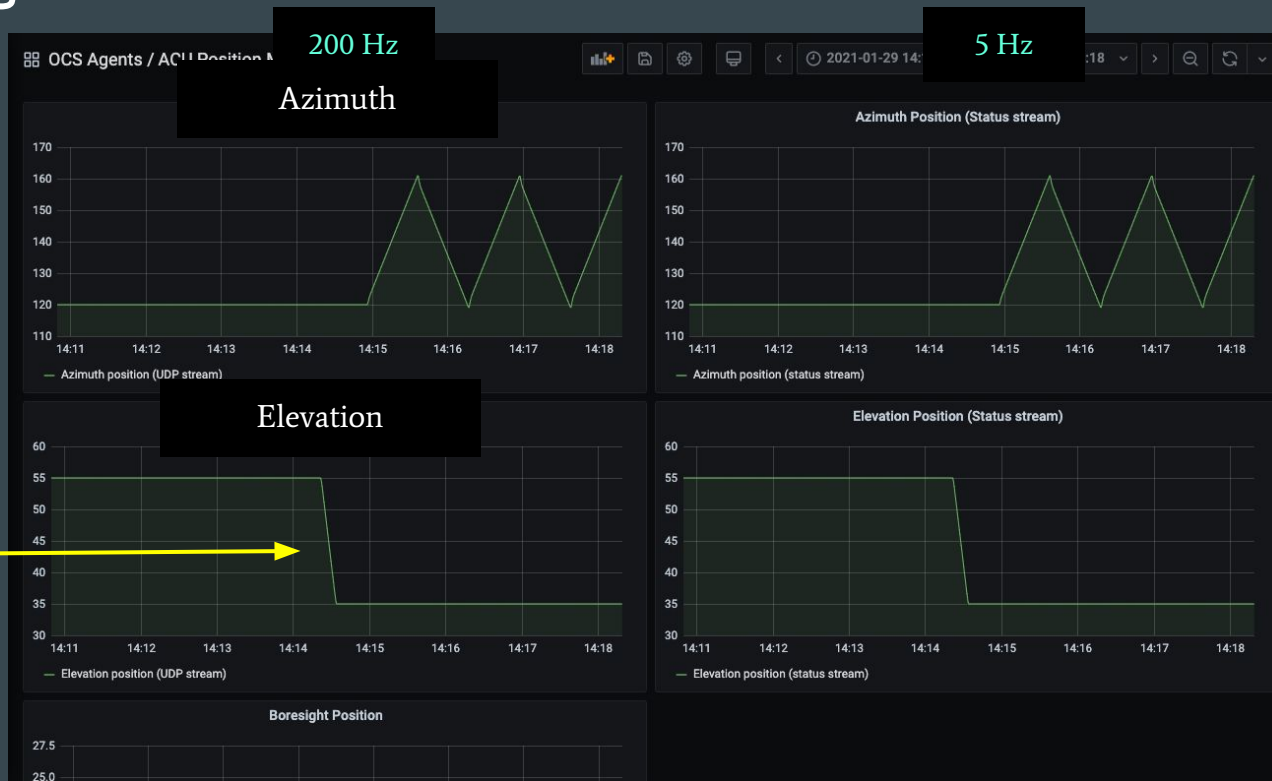 200 Hz
5 Hz
OCS Agents / ACU Position M
2021-01-29 14:
:18
Azimuth
Azimuth Position (Status stream)
170
160
150
140
130
120
110
14:11 14:12 14:13 14:14 14:15 14:16 14:17 14:18
Azimuth position (UDP stream)
170
160
150
140
130
120
110
14:11 14:12 14:13 14:14 14:15 14:16 14:17 14:18
Azimuth position (status stream)
Elevation
Elevation Position (Status stream)
60
55
50
45
40
35
30
14:11 14:12 14:13 14:14 14:15 14:16 14:17 14:18
Elevation position (UDP stream)
60
55
50
45
40
35
30
14:11 14:12 14:13 14:14 14:15 14:16 14:17 14:18
Elevation position (status stream)
Boresight Position
27.5
25.0